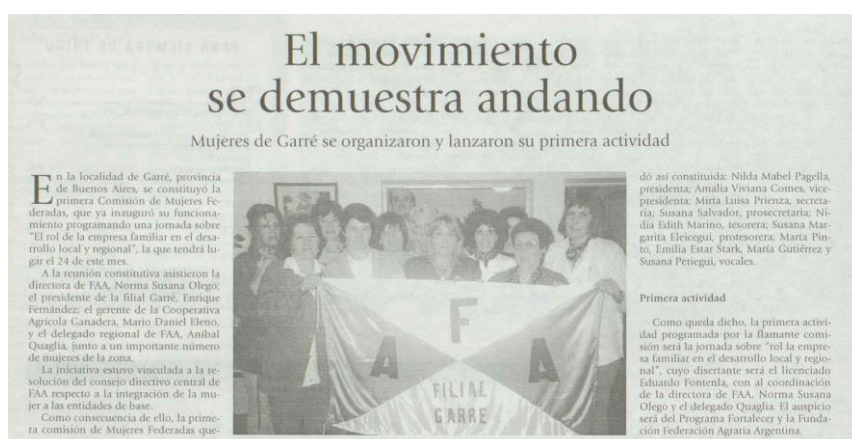 El movimiento
se demuestra andando
Mujeres de Garré se organizaron y lanzaron su primera actividad
En la localidad de Garré, provincia
de Buenos Aires, se constituyó la
primera Comisión de Mujeres Fe-
deradas, que ya inauguró su funciona-
miento programando una jornada sobre
"El rol de la empresa familiar en el desa-
rrollo local y regional", la que tendrá lu-
gar el 24 de este mes.
A la reunión constitutiva asistieron la
directora de FAA, Norma Susana Olego;
el presidente de la filial Garré, Enrique
Fernández; el gerente de la Cooperativa
Agrícola Ganadera, Mario Daniel Eleno,
y el delegado regional de FAA, Aníbal
Quaglia, junto a un importante número
de mujeres de la zona.
La iniciativa estuvo vinculada a la re-
solución del consejo directivo central de
FAA respecto a la integración de la mu-
jer a las entidades de base.
Como consecuencia de ello, la prime-
ra comisión de Mujeres Federadas que-
F
A A
FILIAL
GARRE
dó así constituida: Nilda Mabel Pagella,
presidenta; Amalia Viviana Comes, vice-
presidenta; Mirta Luisa Prienza, secreta-
ria; Susana Salvador, prosecretaria; Ni-
dia Edith Marino, tesorera; Susana Mar-
garita Eleicegui, protesorera; Marta Pin-
to, Emilia Estar Stark, María Gutiérrez y
Susana Periegui, vocales.
Primera actividad
Como queda dicho, la primera activi-
dad programada por la flamante comi-
sión será la jornada sobre "rol la empre-
sa familiar en el desarrollo local y regio-
nal", cuyo disertante será el licenciado
Eduardo Fontenla, con al coordinación
de la directora de FAA, Norma Susana
Olego y el delegado Quaglia. El auspicio
será del Programa Fortalecer y la Funda-
ción Federación Agraria Argentina.